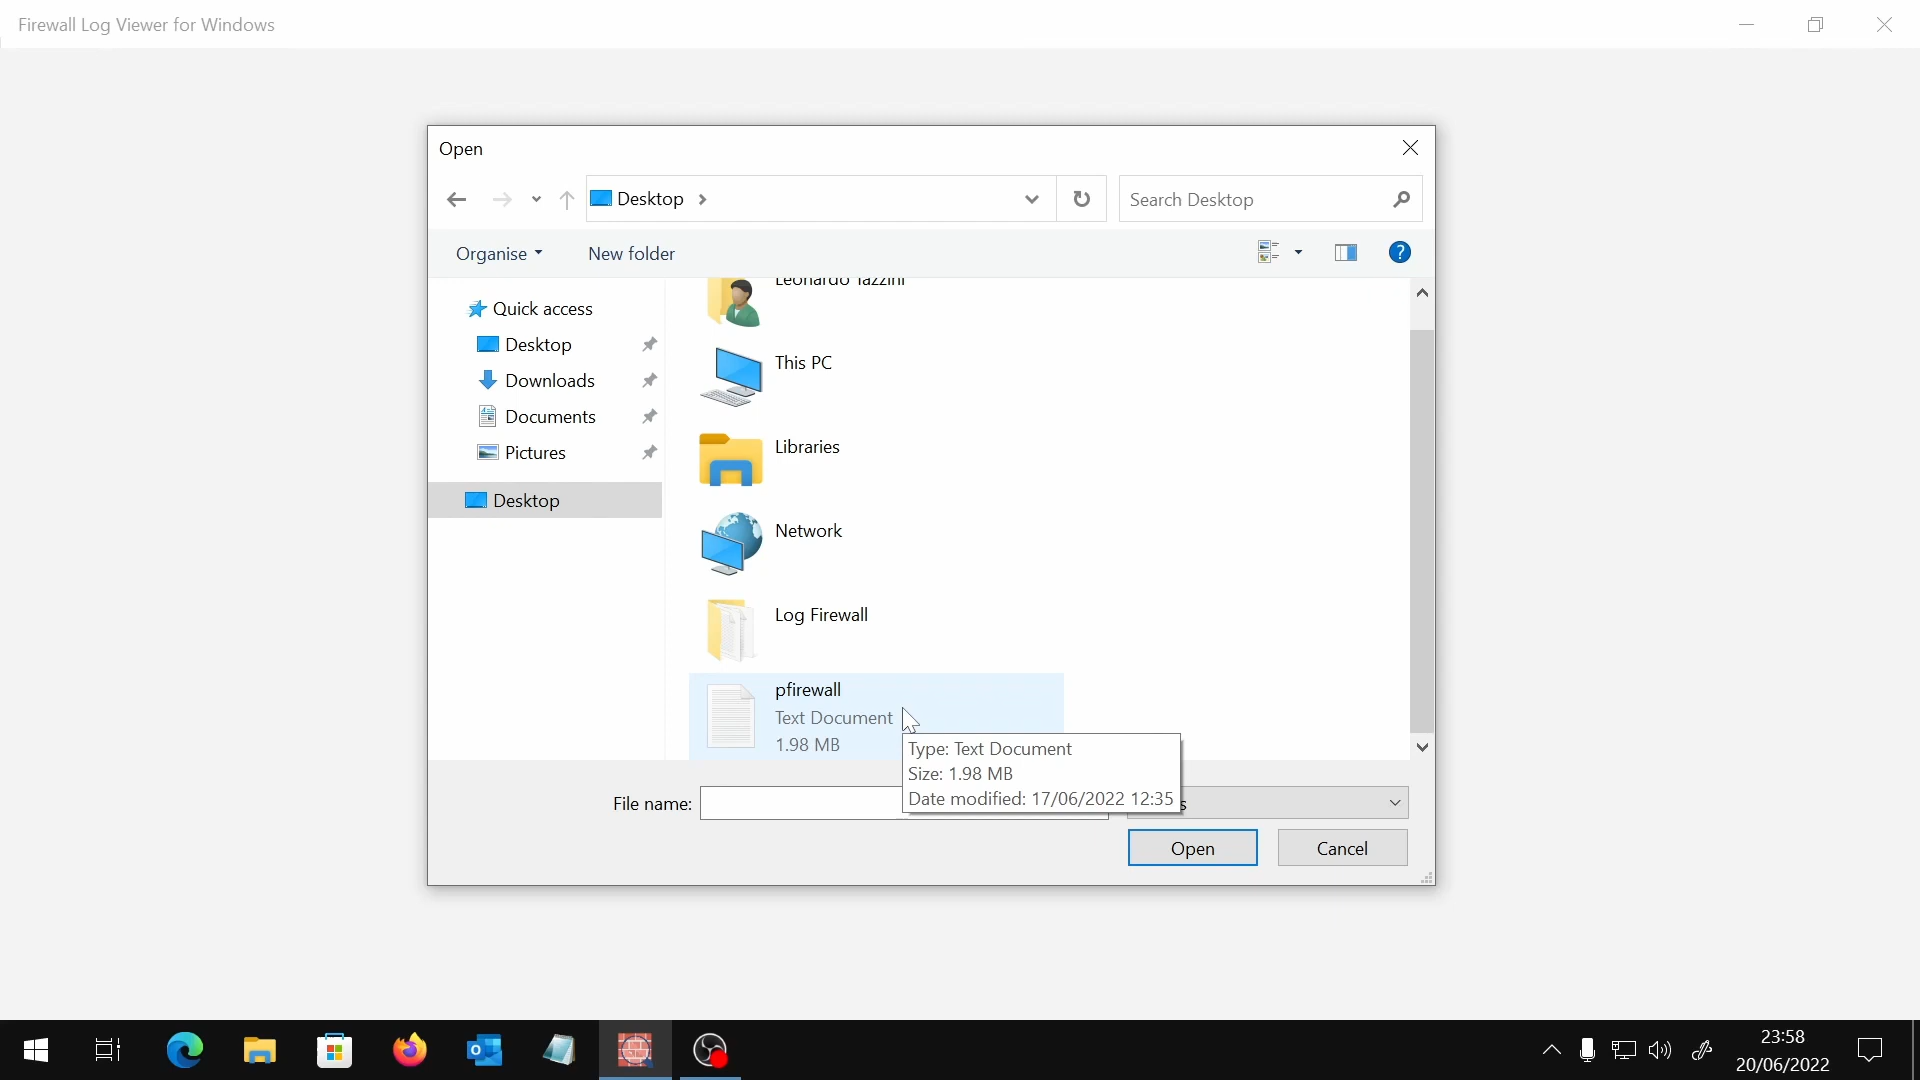 Firewall Log Viewer for Windows
Open
Desktop
Search Desktop
Organise
New folder
Quick access
Desktop
Downloads
Documents
Pictures
Desktop
Leonardo Tazzini
This PC
Libraries
Network
Log Firewall
pfirewall
Text Document
1.98 MB
Type: Text Document
Size: 1.98 MB
Date modified: 17/06/2022 12:35
File name:
Open
Cancel
23:58
20/06/2022